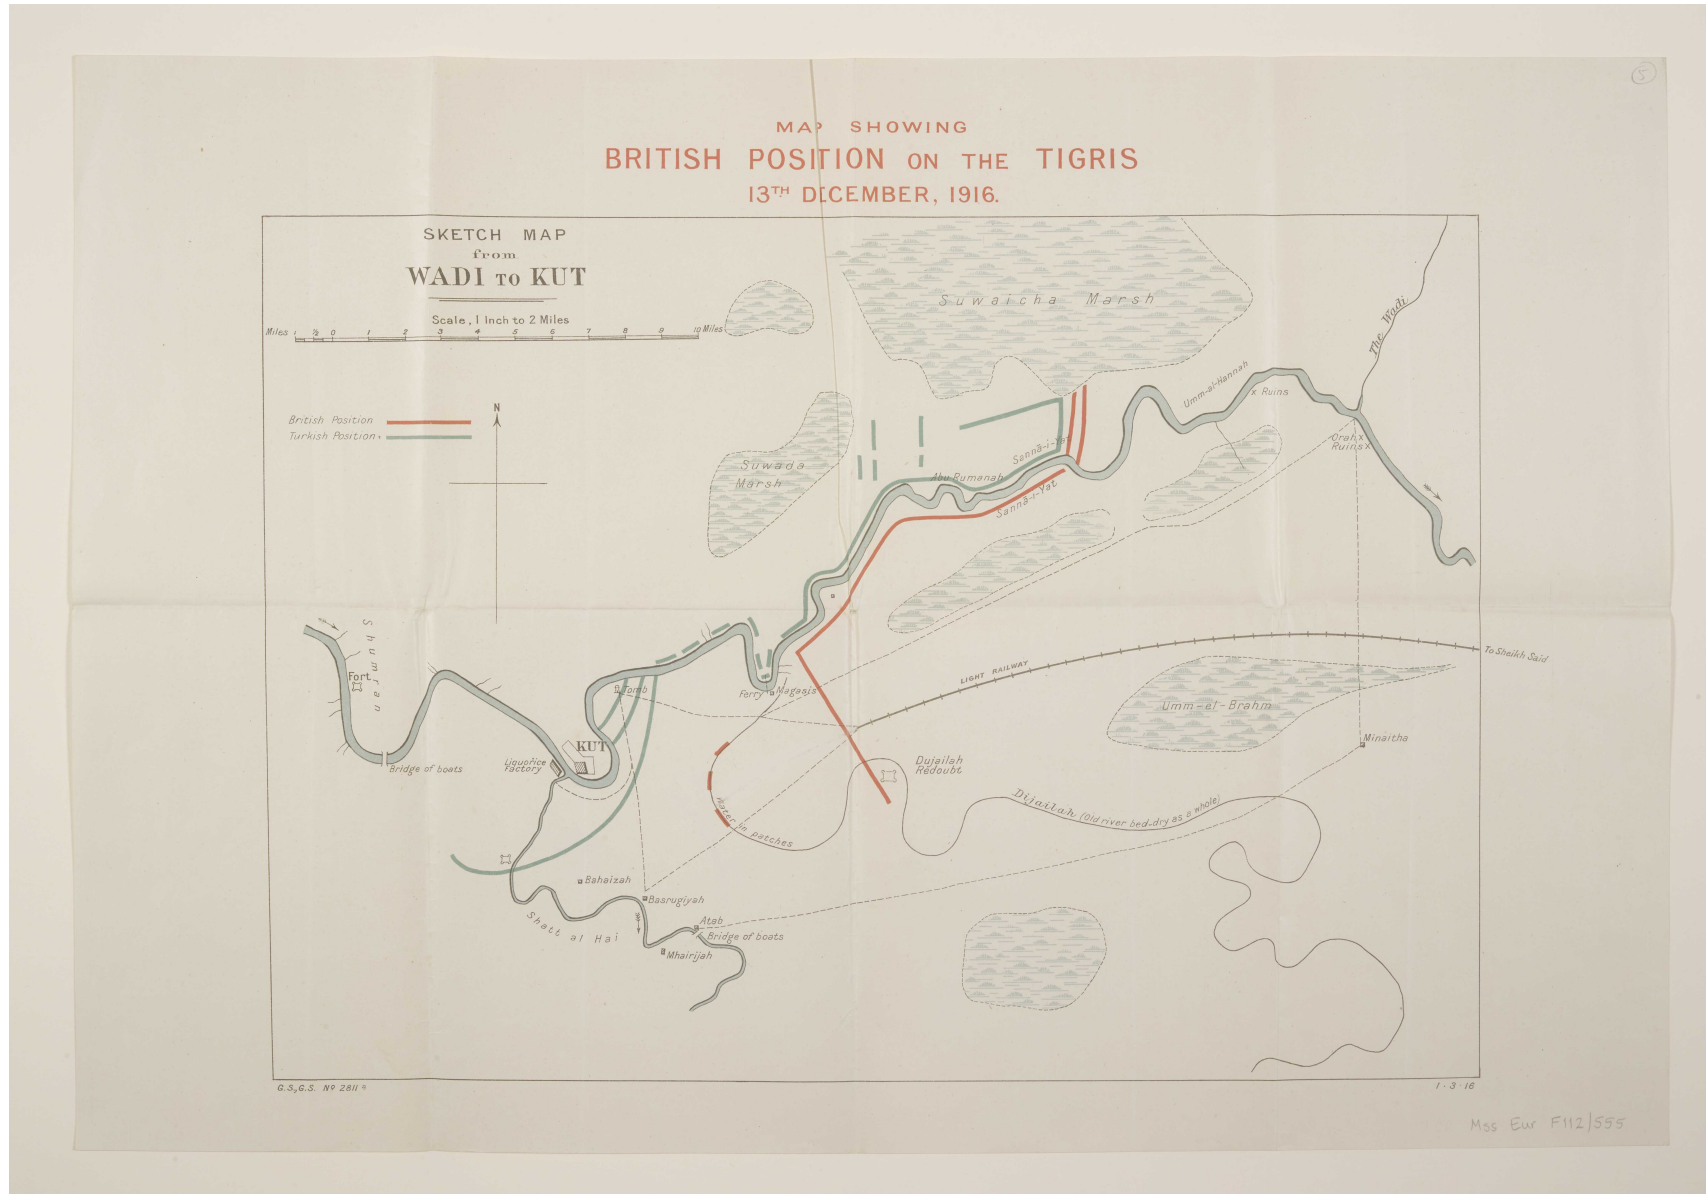 5
MAP SHOWING
BRITISH POSITION ON THE TIGRIS
13TH DECEMBER, 1916.
SKETCH MAP
from
WADI TO KUT
Scale, 1 Inch to 2 Miles
Miles 1 ½ 0 1 2 3 4 5 6 7 8 9 10 Miles
British Position
Turkish Position
N
Suwaicha Marsh
The Wadi
Umm-al-Hannah
x Ruins
Orah x
Ruins x
Suwada
Marsh
Sannā-i-Yat
Abu Rumanah
Sannā-i-Yat
Shumran
Fort
Bridge of boats
Tomb
Ferry
Magasis
KUT
Liquorice
Factory
LIGHT RAILWAY
To Sheikh Said
Umm-el-Brahm
Minaitha
Dujailah
Redoubt
Dijailah (Old river bed-dry as a whole)
Water in patches
Bahaizah
Basrugiyah
Shatt al Hai
Atab
Bridge of boats
Mhairijah
G.S.,G.S. No 2811
1-3-16
Mss Eur F112/555